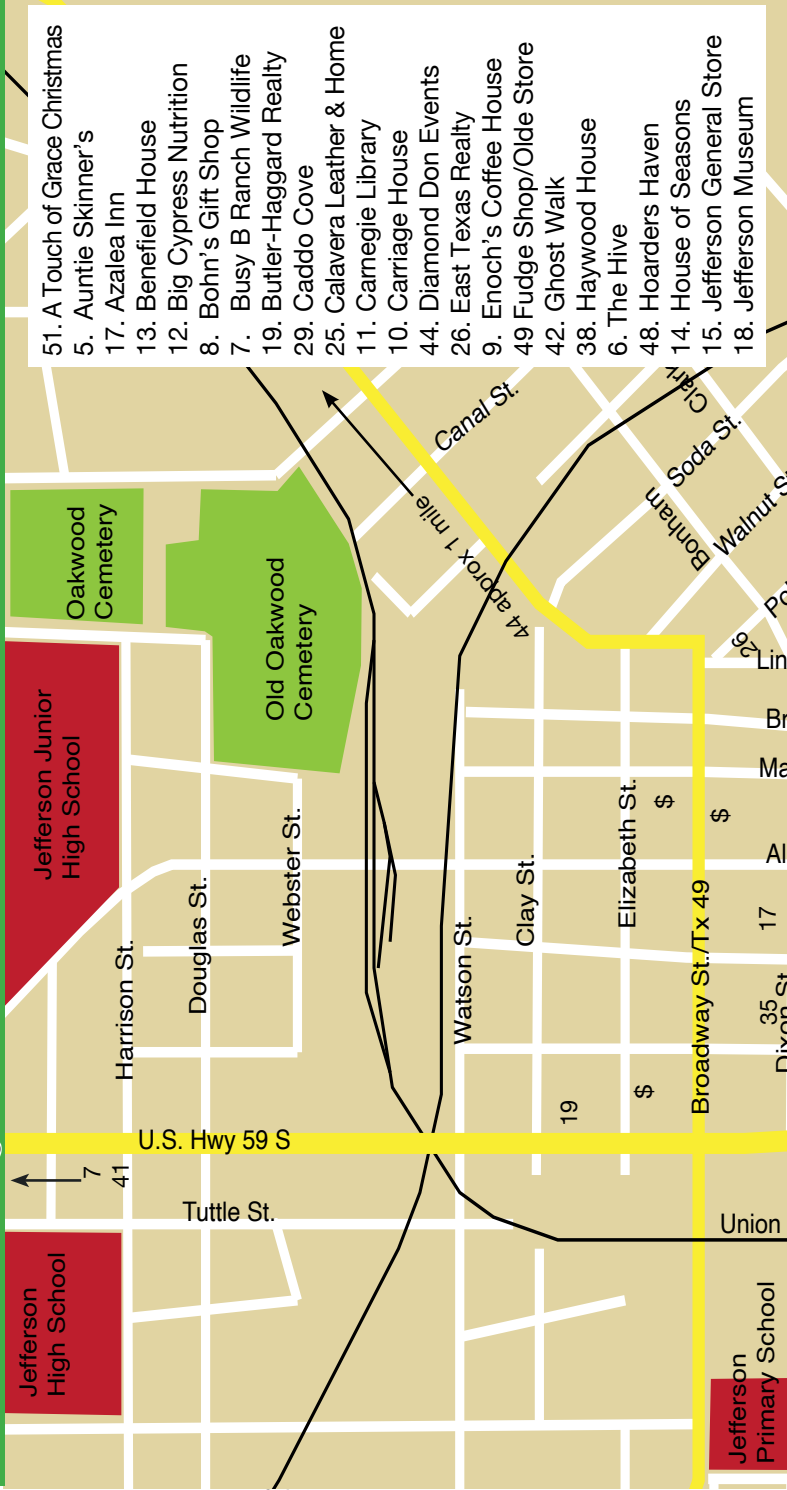 51. A Touch of Grace Christmas
5. Auntie Skinner's
17. Azalea Inn
13. Benefield House
12. Big Cypress Nutrition
8. Bohn's Gift Shop
7. Busy B Ranch Wildlife
19. Butler-Haggard Realty
29. Caddo Cove
25. Calavera Leather & Home
11. Carnegie Library
10. Carriage House
44. Diamond Don Events
26. East Texas Realty
9. Enoch's Coffee House
49 Fudge Shop/Olde Store
42. Ghost Walk
38. Haywood House
6. The Hive
48. Hoarders Haven
14. House of Seasons
15. Jefferson General Store
18. Jefferson Museum
Oakwood
Cemetery
Old Oakwood
Cemetery
Jefferson Junior
High School
Jefferson
High School
Jefferson
Primary School
Harrison St.
Douglas St.
Webster St.
U.S. Hwy 59 S
7
41
Tuttle St.
Union
Watson St.
Clay St.
Elizabeth St.
Broadway St./Tx 49
Canal St.
44 approx 1 mile
Clark
Soda St.
Bonham
Walnut S
Po
26
Lin
Br
Ma
Al
17
35
Dixon St
19
$
$
$